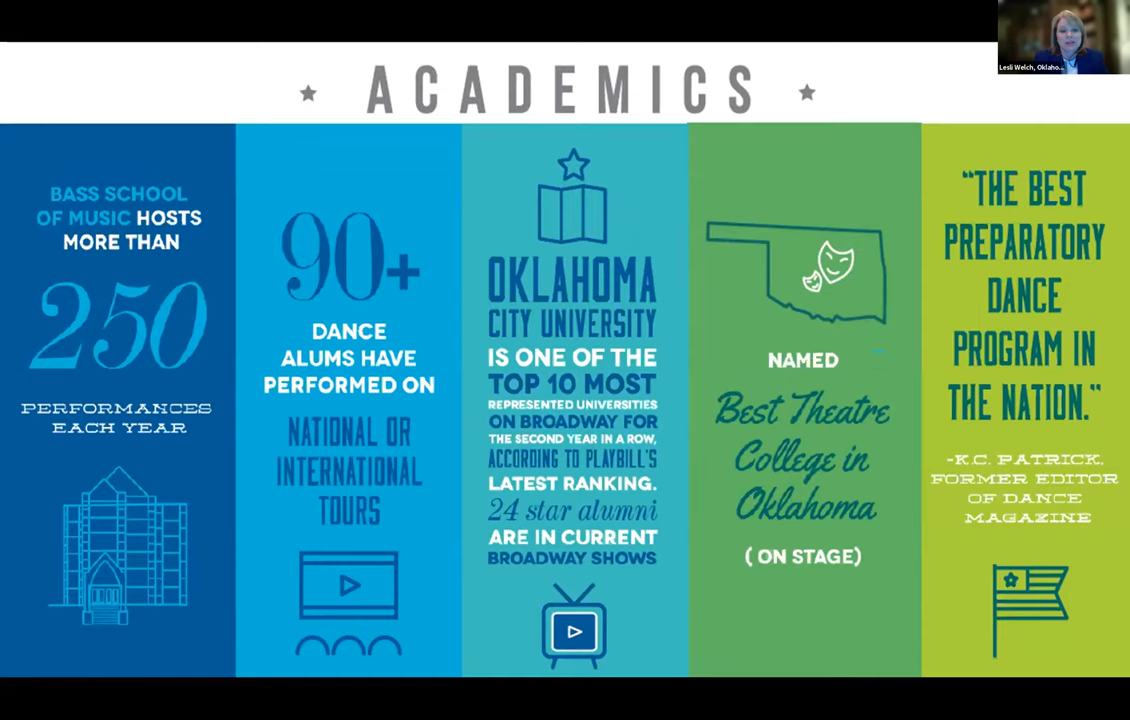 Lesli Welch, Oklaho...
ACADEMICS
BASS SCHOOL
OF MUSIC HOSTS
MORE THAN
250
PERFORMANCES
EACH YEAR
90+
DANCE
ALUMS HAVE
PERFORMED ON
NATIONAL OR
INTERNATIONAL
TOURS
OKLAHOMA
CITY UNIVERSITY
IS ONE OF THE
TOP 10 MOST
REPRESENTED UNIVERSITIES
ON BROADWAY FOR
THE SECOND YEAR IN A ROW,
ACCORDING TO PLAYBILL'S
LATEST RANKING.
24 star alumni
ARE IN CURRENT
BROADWAY SHOWS
NAMED
Best Theatre
College in
Oklahoma
( ON STAGE)
“THE BEST
PREPARATORY
DANCE
PROGRAM IN
THE NATION.”
-K.C. PATRICK,
FORMER EDITOR
OF DANCE
MAGAZINE